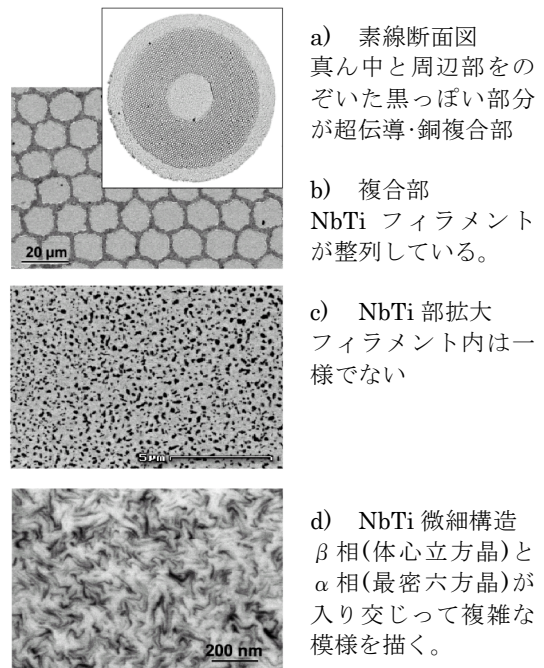 a) 素線断面図
真ん中と周辺部をの
ぞいた黒っぽい部分
が超伝導·銅複合部
b) 複合部
NbTi フィラメント
が整列している。
20 μm
c) NbTi 部拡大
フィラメント内は一
様でない
5μm
d) NbTi 微細構造
β相(体心立方晶)と
α相(最密六方晶)が
入り交じって複雑な
模様を描く。
200 nm